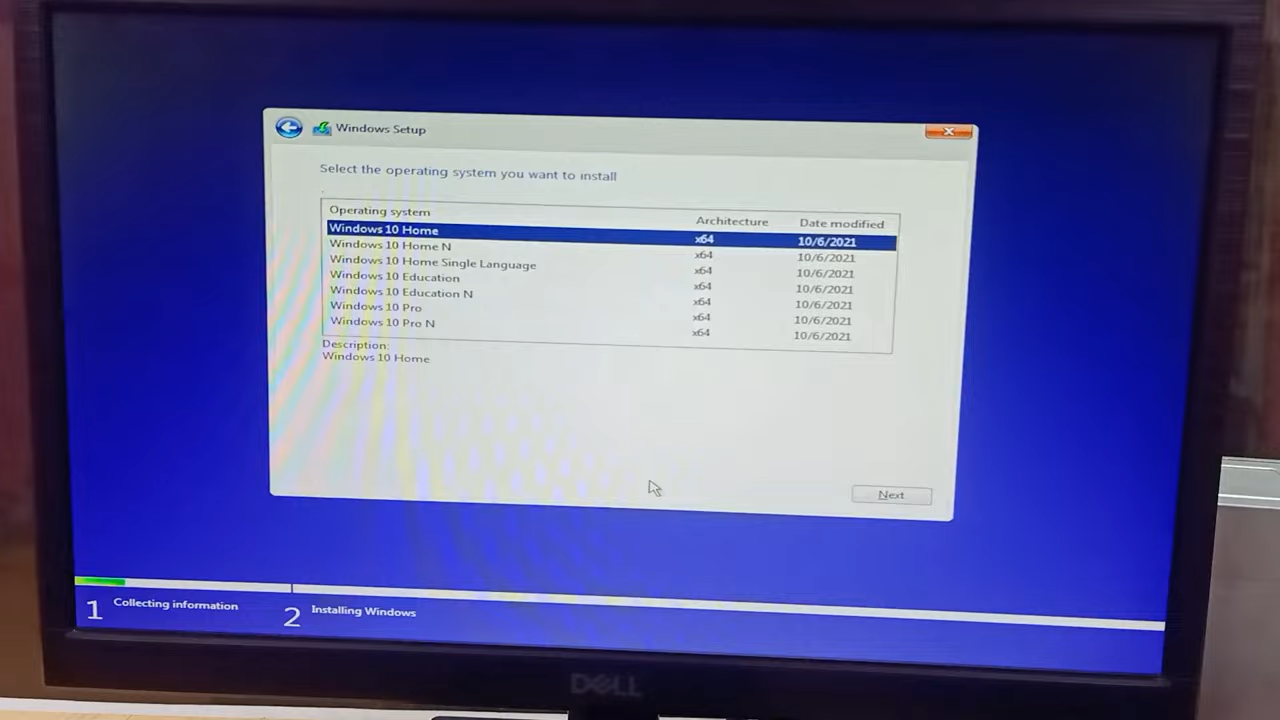 Windows Setup
Select the operating system you want to install
Operating system Architecture Date modified
Windows 10 Home x64 10/6/2021
Windows 10 Home N x64 10/6/2021
Windows 10 Home Single Language x64 10/6/2021
Windows 10 Education x64 10/6/2021
Windows 10 Education N x64 10/6/2021
Windows 10 Pro x64 10/6/2021
Windows 10 Pro N x64 10/6/2021
Description:
Windows 10 Home
Next
1 Collecting information 2 Installing Windows
DELL